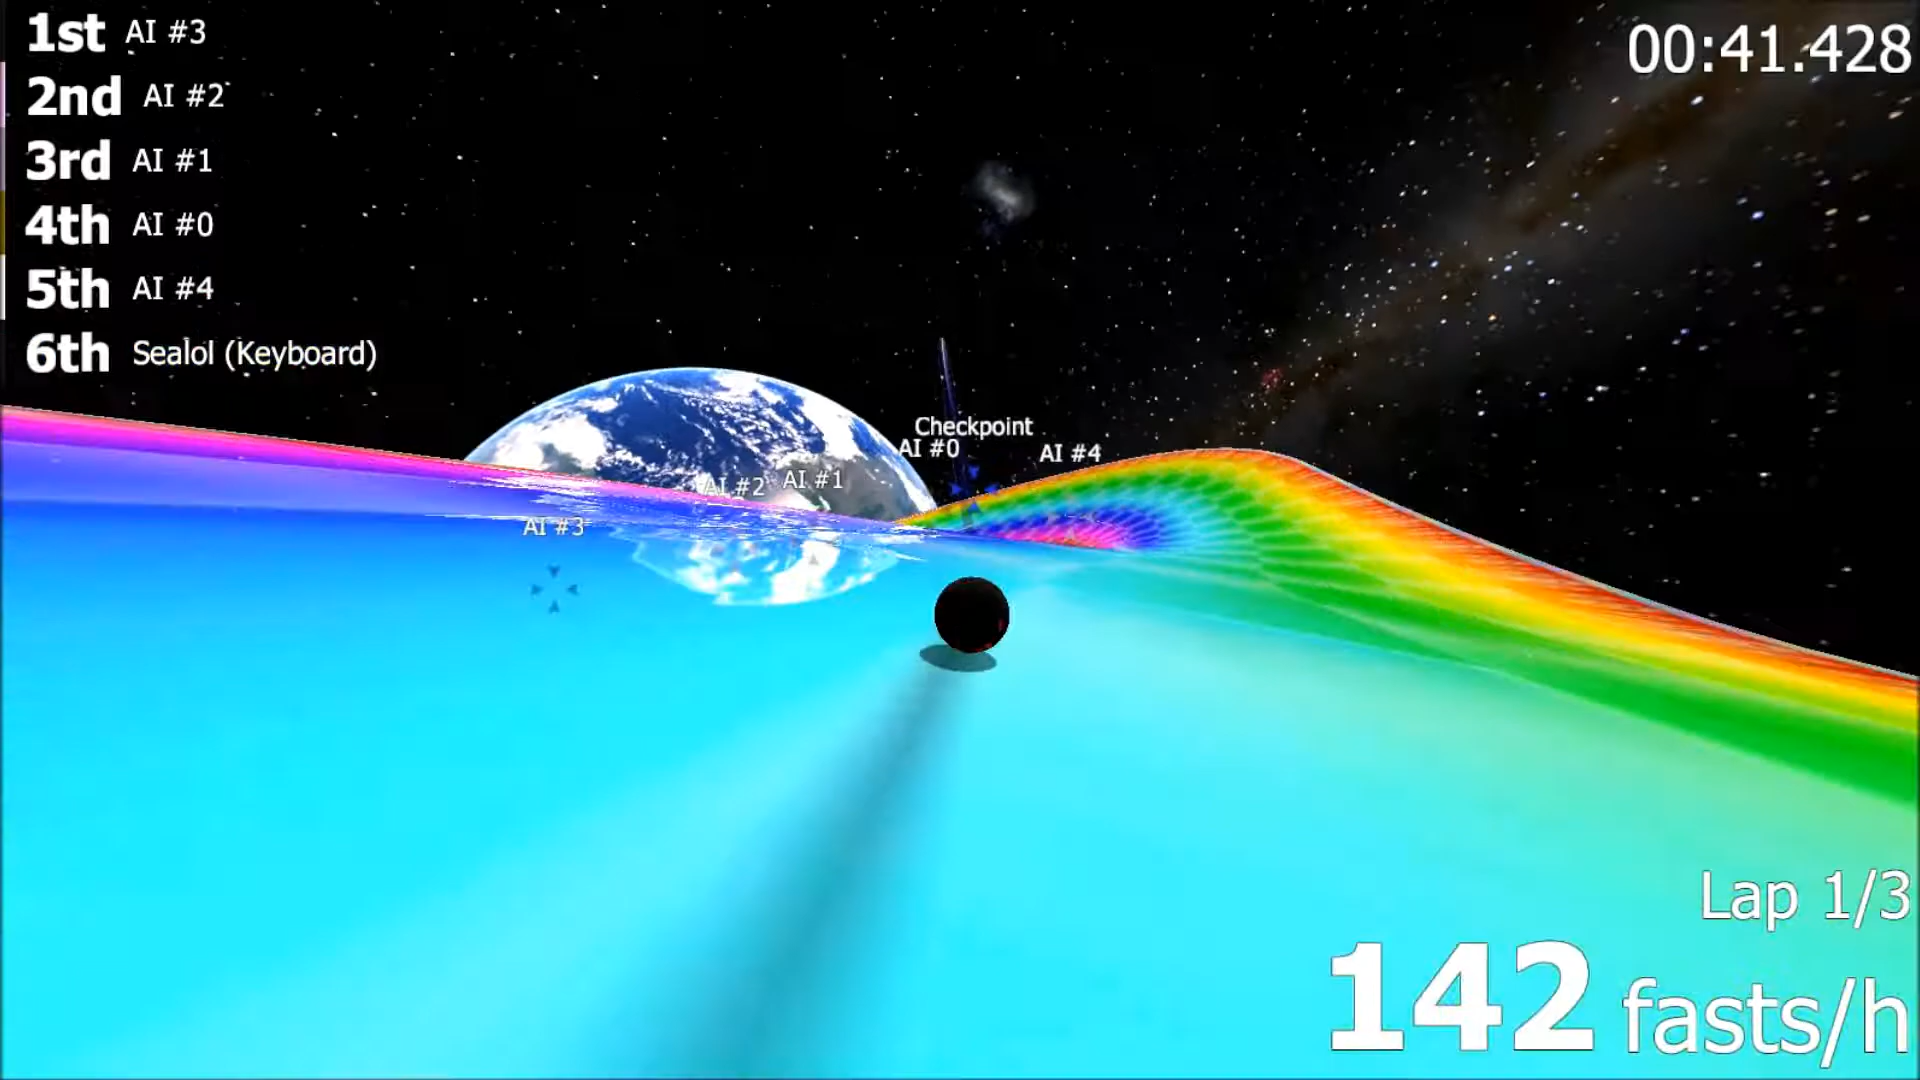 1st AI #3
2nd AI #2
3rd AI #1
4th AI #0
5th AI #4
6th Sealol (Keyboard)
00:41.428
Checkpoint
AI #0
AI #4
AI #2
AI #1
AI #3
Lap 1/3
142 fasts/h